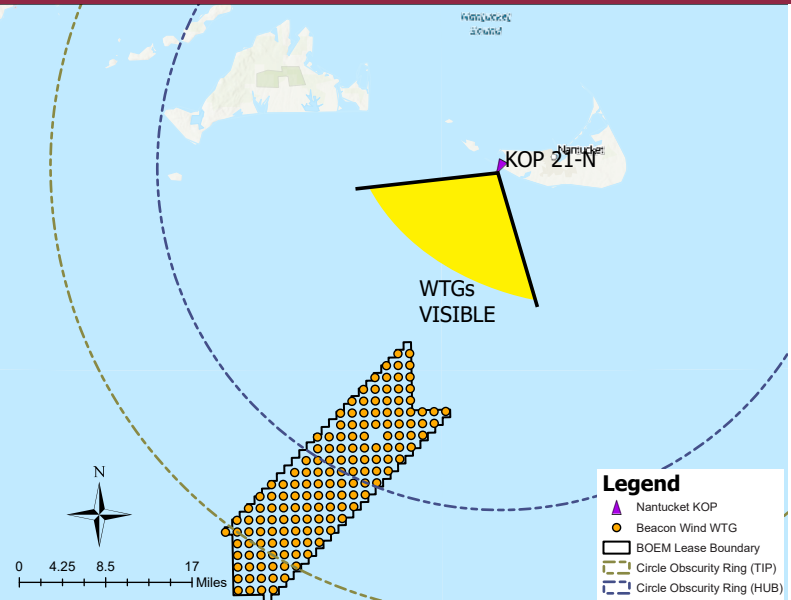 Nantucket
Sound
KOP 21-N
Nantucket
WTGs
VISIBLE
N
0 4.25 8.5 17
Miles
Legend
Nantucket KOP
Beacon Wind WTG
BOEM Lease Boundary
Circle Obscurity Ring (TIP)
Circle Obscurity Ring (HUB)